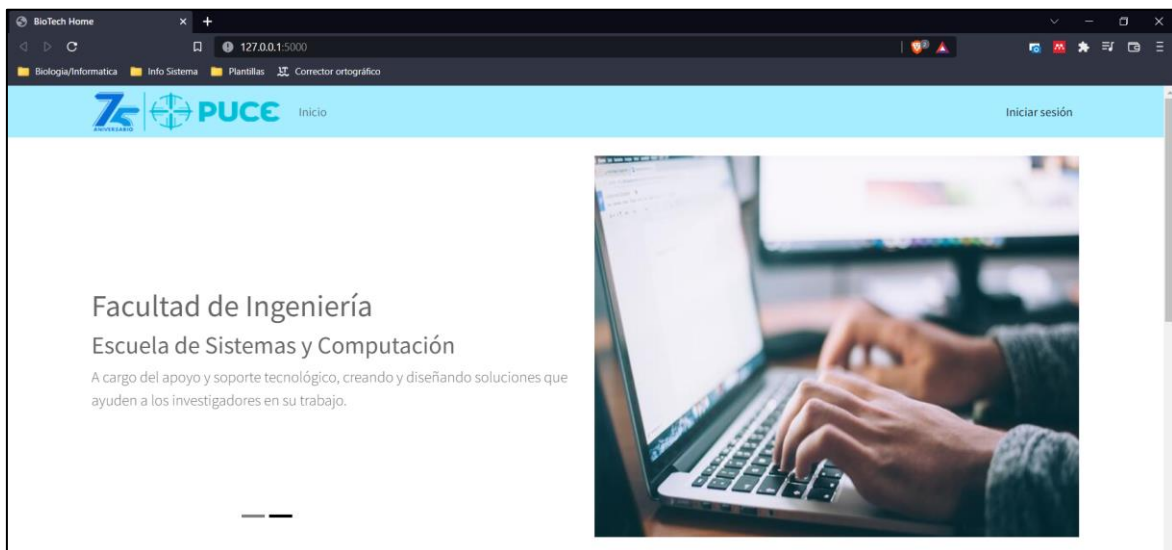 BioTech Home
127.0.0.1:5000
Biologia/Informatica Info Sistema Plantillas Corrector ortográfico
75 ANIVERSARIO PUCE Inicio Iniciar sesión
Facultad de Ingeniería
Escuela de Sistemas y Computación
A cargo del apoyo y soporte tecnológico, creando y diseñando soluciones que
ayuden a los investigadores en su trabajo.